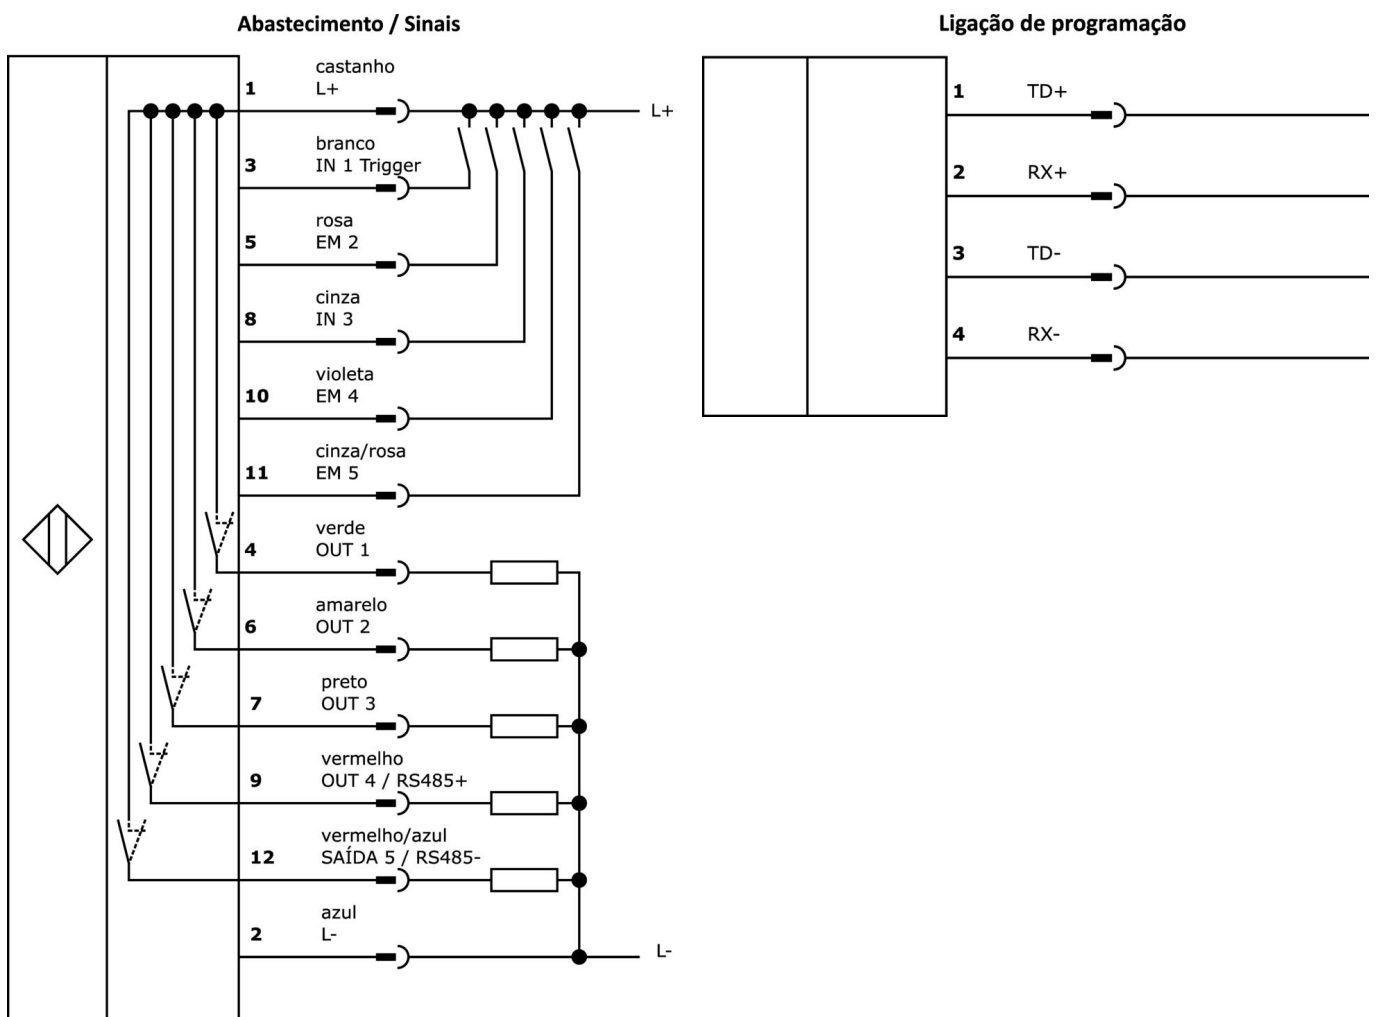 Abastecimento / Sinais
castanho
1 L+
L+
branco
3 IN 1 Trigger
rosa
5 EM 2
cinza
8 IN 3
violeta
10 EM 4
cinza/rosa
11 EM 5
verde
4 OUT 1
amarelo
6 OUT 2
preto
7 OUT 3
vermelho
9 OUT 4 / RS485+
vermelho/azul
12 SAÍDA 5 / RS485-
azul
2 L-
L-
Ligação de programação
1 TD+
2 RX+
3 TD-
4 RX-